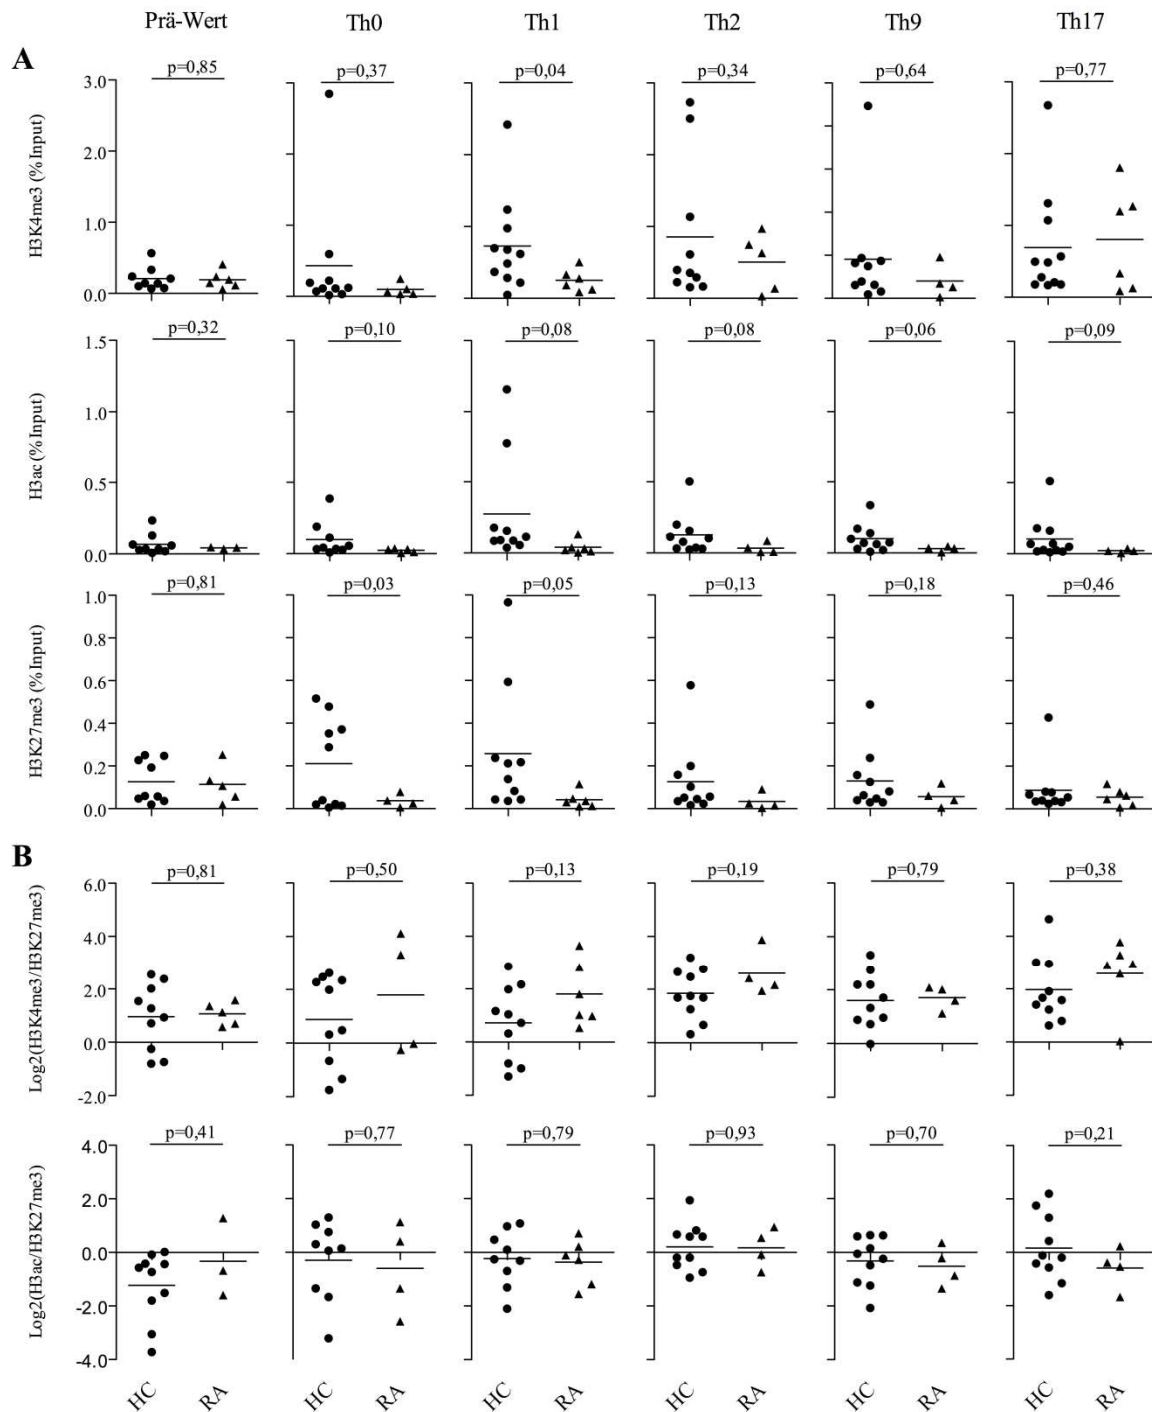 Prä-Wert Th0 Th1 Th2 Th9 Th17
A
p=0,85 p=0,37 p=0,04 p=0,34 p=0,64 p=0,77
H3K4me3 (% Input)
3.0
2.0
1.0
0.0
p=0,32 p=0,10 p=0,08 p=0,08 p=0,06 p=0,09
H3ac (% Input)
1.5
1.0
0.5
0.0
p=0,81 p=0,03 p=0,05 p=0,13 p=0,18 p=0,46
H3K27me3 (% Input)
1.0
0.8
0.6
0.4
0.2
0.0
B
p=0,81 p=0,50 p=0,13 p=0,19 p=0,79 p=0,38
Log2(H3K4me3/H3K27me3)
6.0
4.0
2.0
0.0
-2.0
p=0,41 p=0,77 p=0,79 p=0,93 p=0,70 p=0,21
Log2(H3ac/H3K27me3)
4.0
2.0
0.0
-2.0
-4.0
HC RA HC RA HC RA HC RA HC RA HC RA